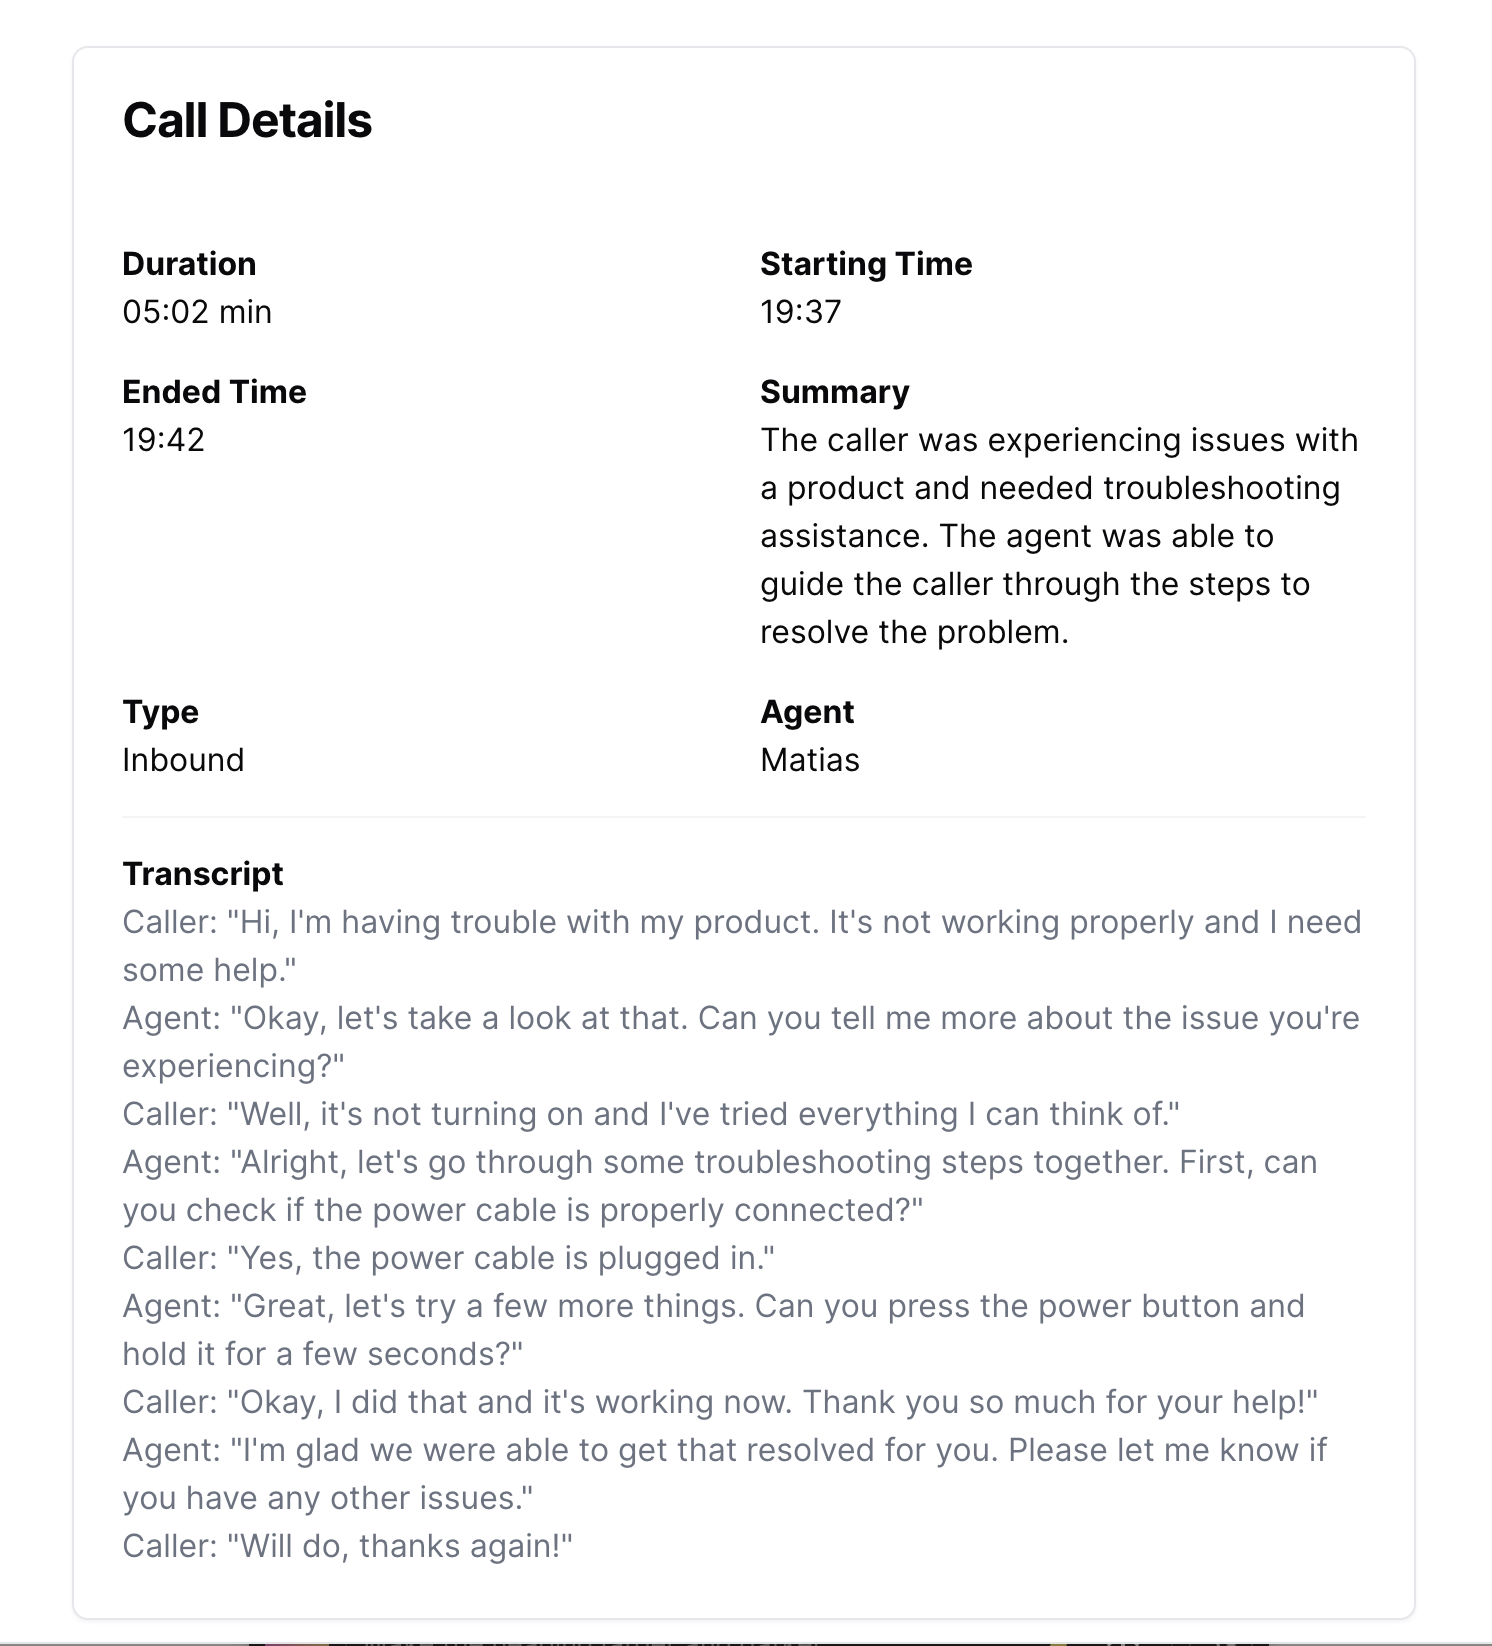 Call Details
Duration
05:02 min
Starting Time
19:37
Ended Time
19:42
Summary
The caller was experiencing issues with
a product and needed troubleshooting
assistance. The agent was able to
guide the caller through the steps to
resolve the problem.
Type
Inbound
Agent
Matias
Transcript
Caller: "Hi, I'm having trouble with my product. It's not working properly and I need
some help."
Agent: "Okay, let's take a look at that. Can you tell me more about the issue you're
experiencing?"
Caller: "Well, it's not turning on and I've tried everything I can think of."
Agent: "Alright, let's go through some troubleshooting steps together. First, can
you check if the power cable is properly connected?"
Caller: "Yes, the power cable is plugged in."
Agent: "Great, let's try a few more things. Can you press the power button and
hold it for a few seconds?"
Caller: "Okay, I did that and it's working now. Thank you so much for your help!"
Agent: "I'm glad we were able to get that resolved for you. Please let me know if
you have any other issues."
Caller: "Will do, thanks again!"